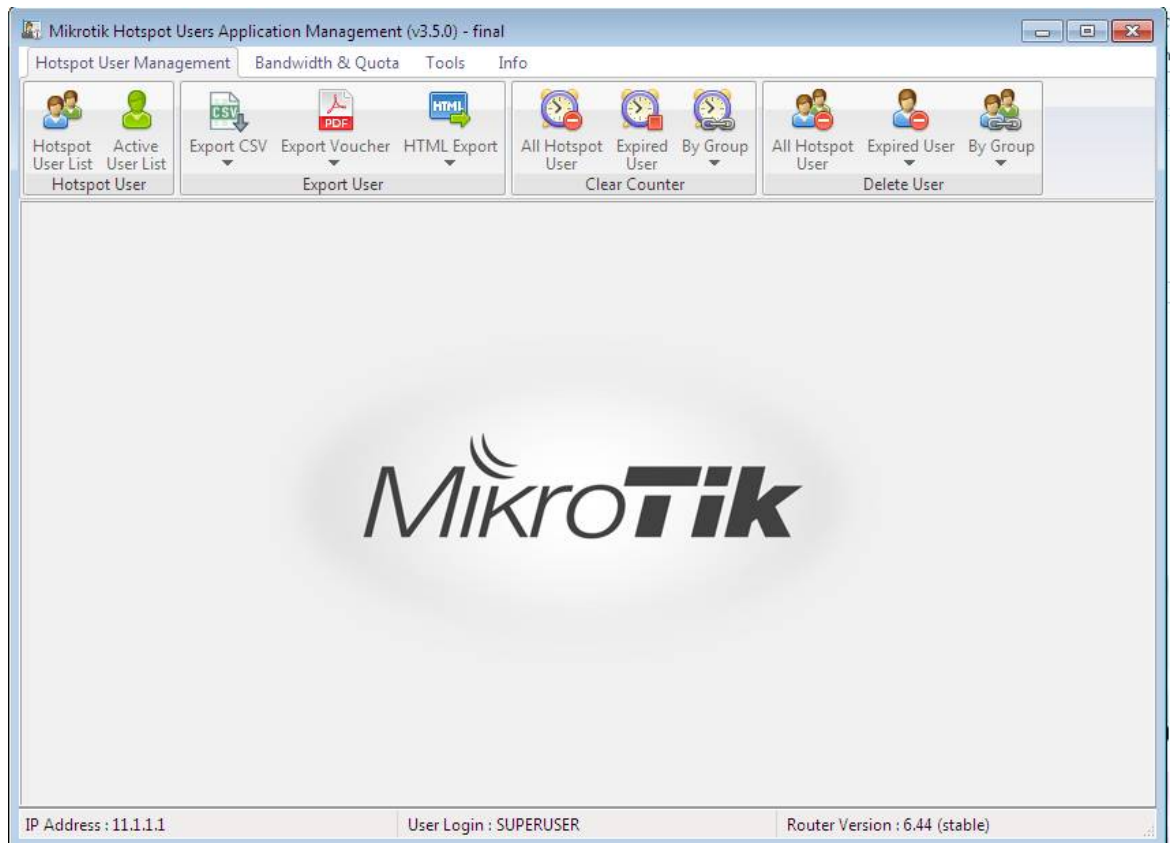 Mikrotik Hotspot Users Application Management (v3.5.0) - final
Hotspot User Management Bandwidth & Quota Tools Info
CSV PDF HTML
Hotspot Active Export CSV Export Voucher HTML Export All Hotspot Expired By Group All Hotspot Expired User By Group
User List User List User User User
Hotspot User Export User Clear Counter Delete User
MikroTik
IP Address : 11.1.1.1 User Login : SUPERUSER Router Version : 6.44 (stable)